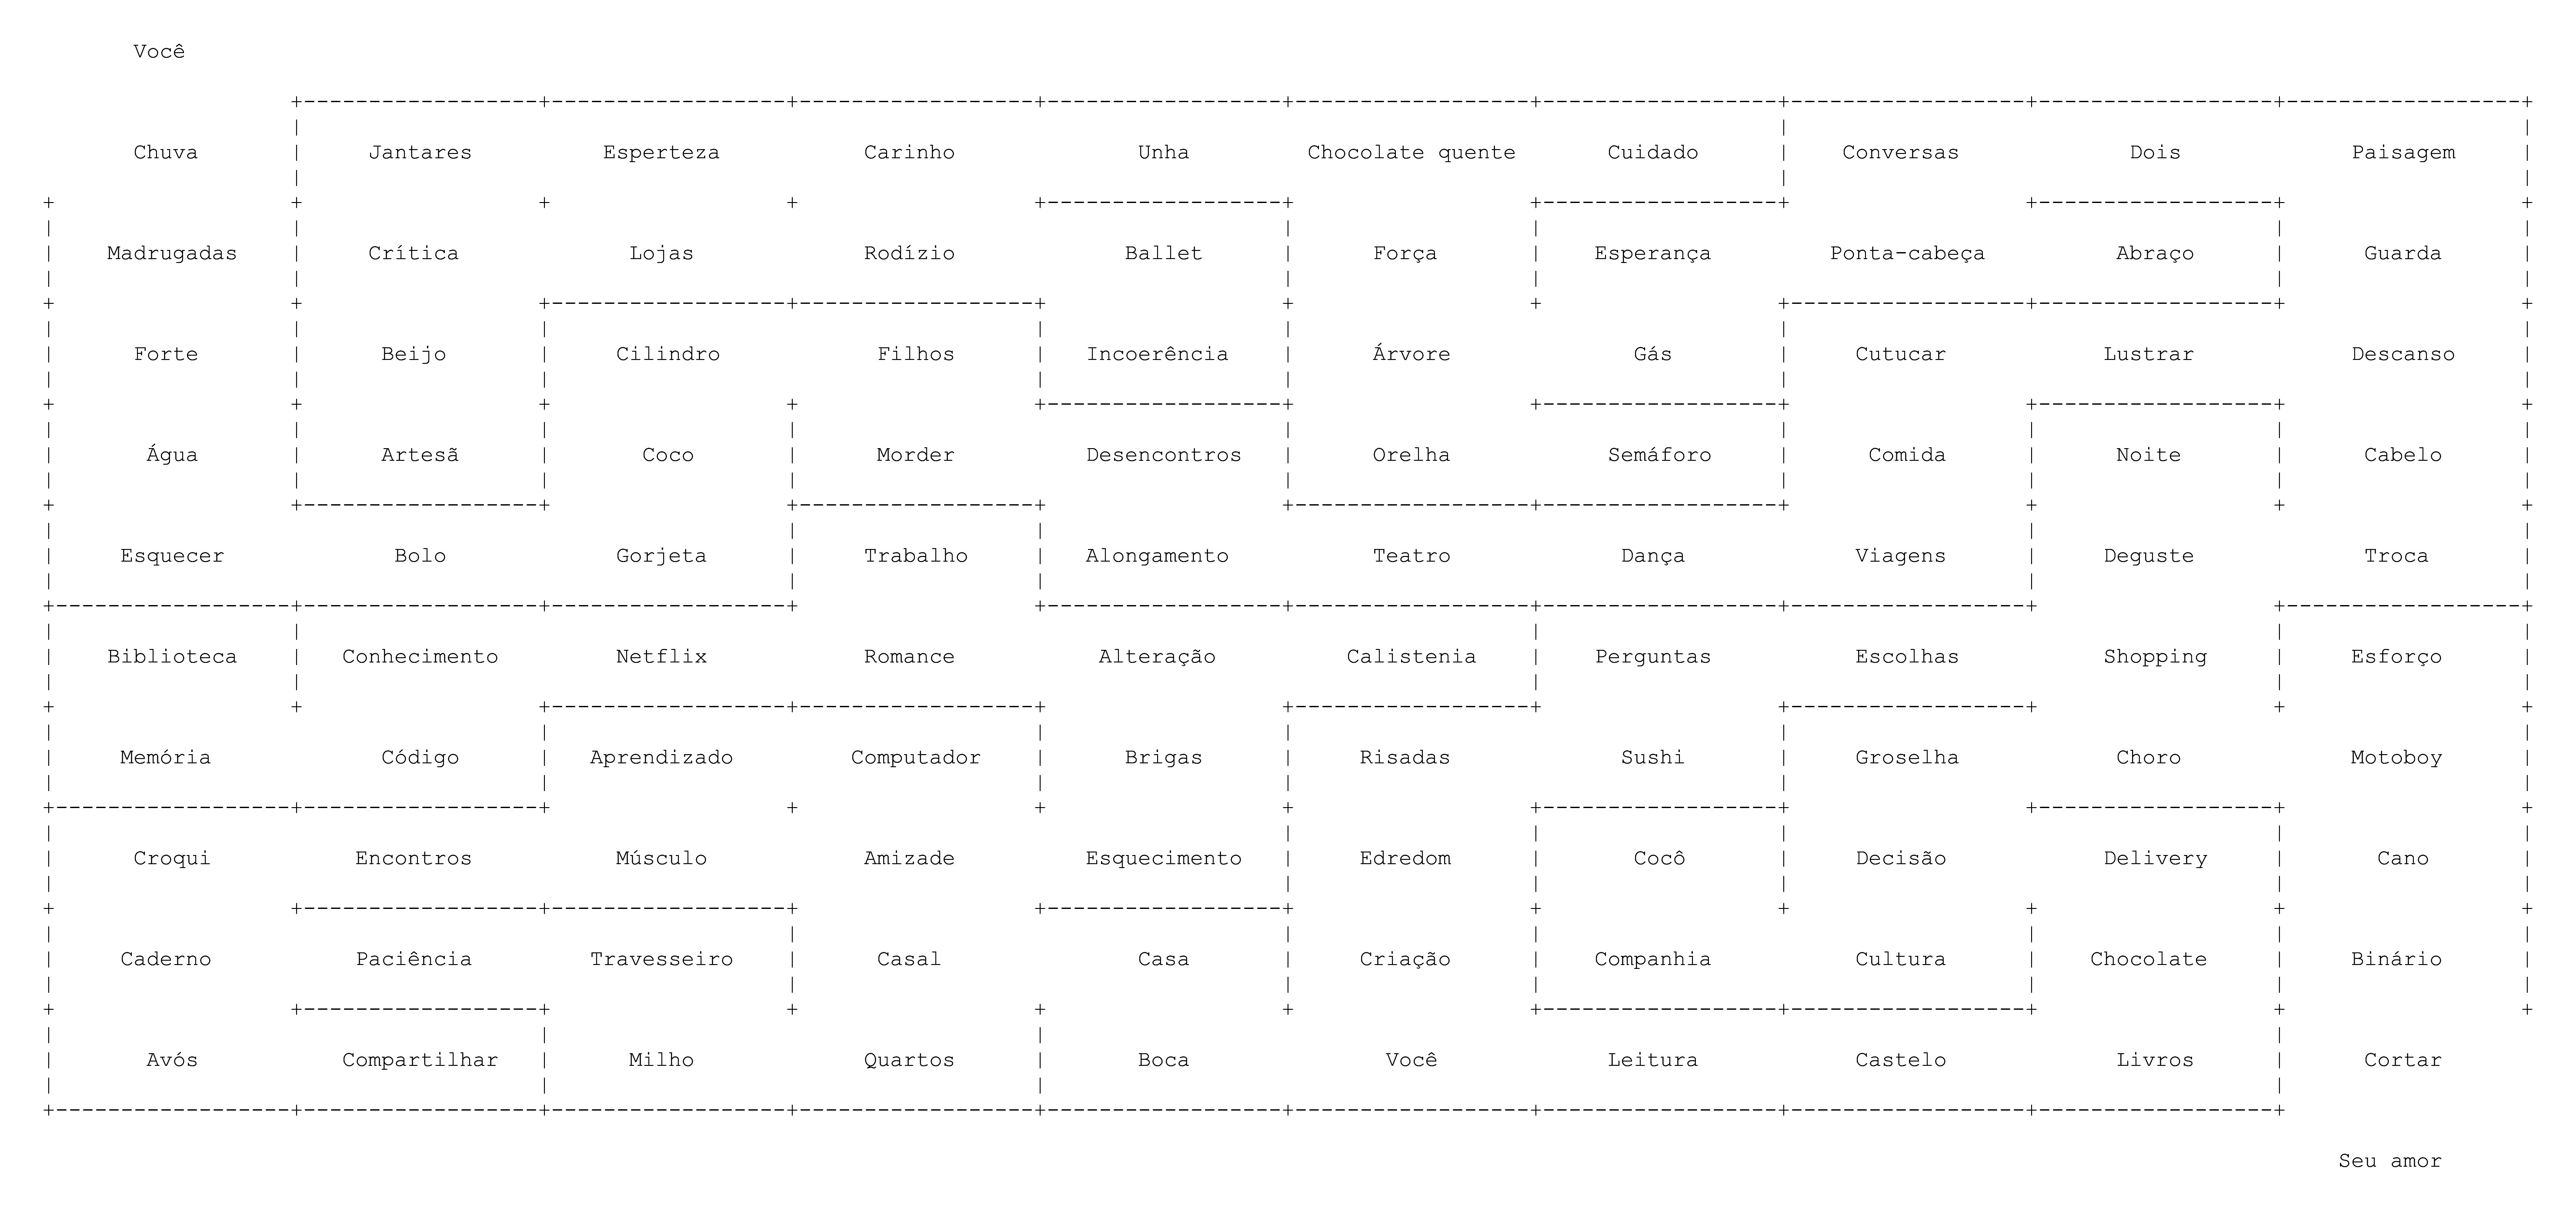 Você
Chuva Jantares Esperteza Carinho Unha Chocolate quente Cuidado Conversas Dois Paisagem
Madrugadas Crítica Lojas Rodízio Ballet Força Esperança Ponta-cabeça Abraço Guarda
Forte Beijo Cilindro Filhos Incoerência Árvore Gás Cutucar Lustrar Descanso
Água Artesã Coco Morder Desencontros Orelha Semáforo Comida Noite Cabelo
Esquecer Bolo Gorjeta Trabalho Alongamento Teatro Dança Viagens Deguste Troca
Biblioteca Conhecimento Netflix Romance Alteração Calistenia Perguntas Escolhas Shopping Esforço
Memória Código Aprendizado Computador Brigas Risadas Sushi Groselha Choro Motoboy
Croqui Encontros Músculo Amizade Esquecimento Edredom Cocô Decisão Delivery Cano
Caderno Paciência Travesseiro Casal Casa Criação Companhia Cultura Chocolate Binário
Avós Compartilhar Milho Quartos Boca Você Leitura Castelo Livros Cortar
Seu amor